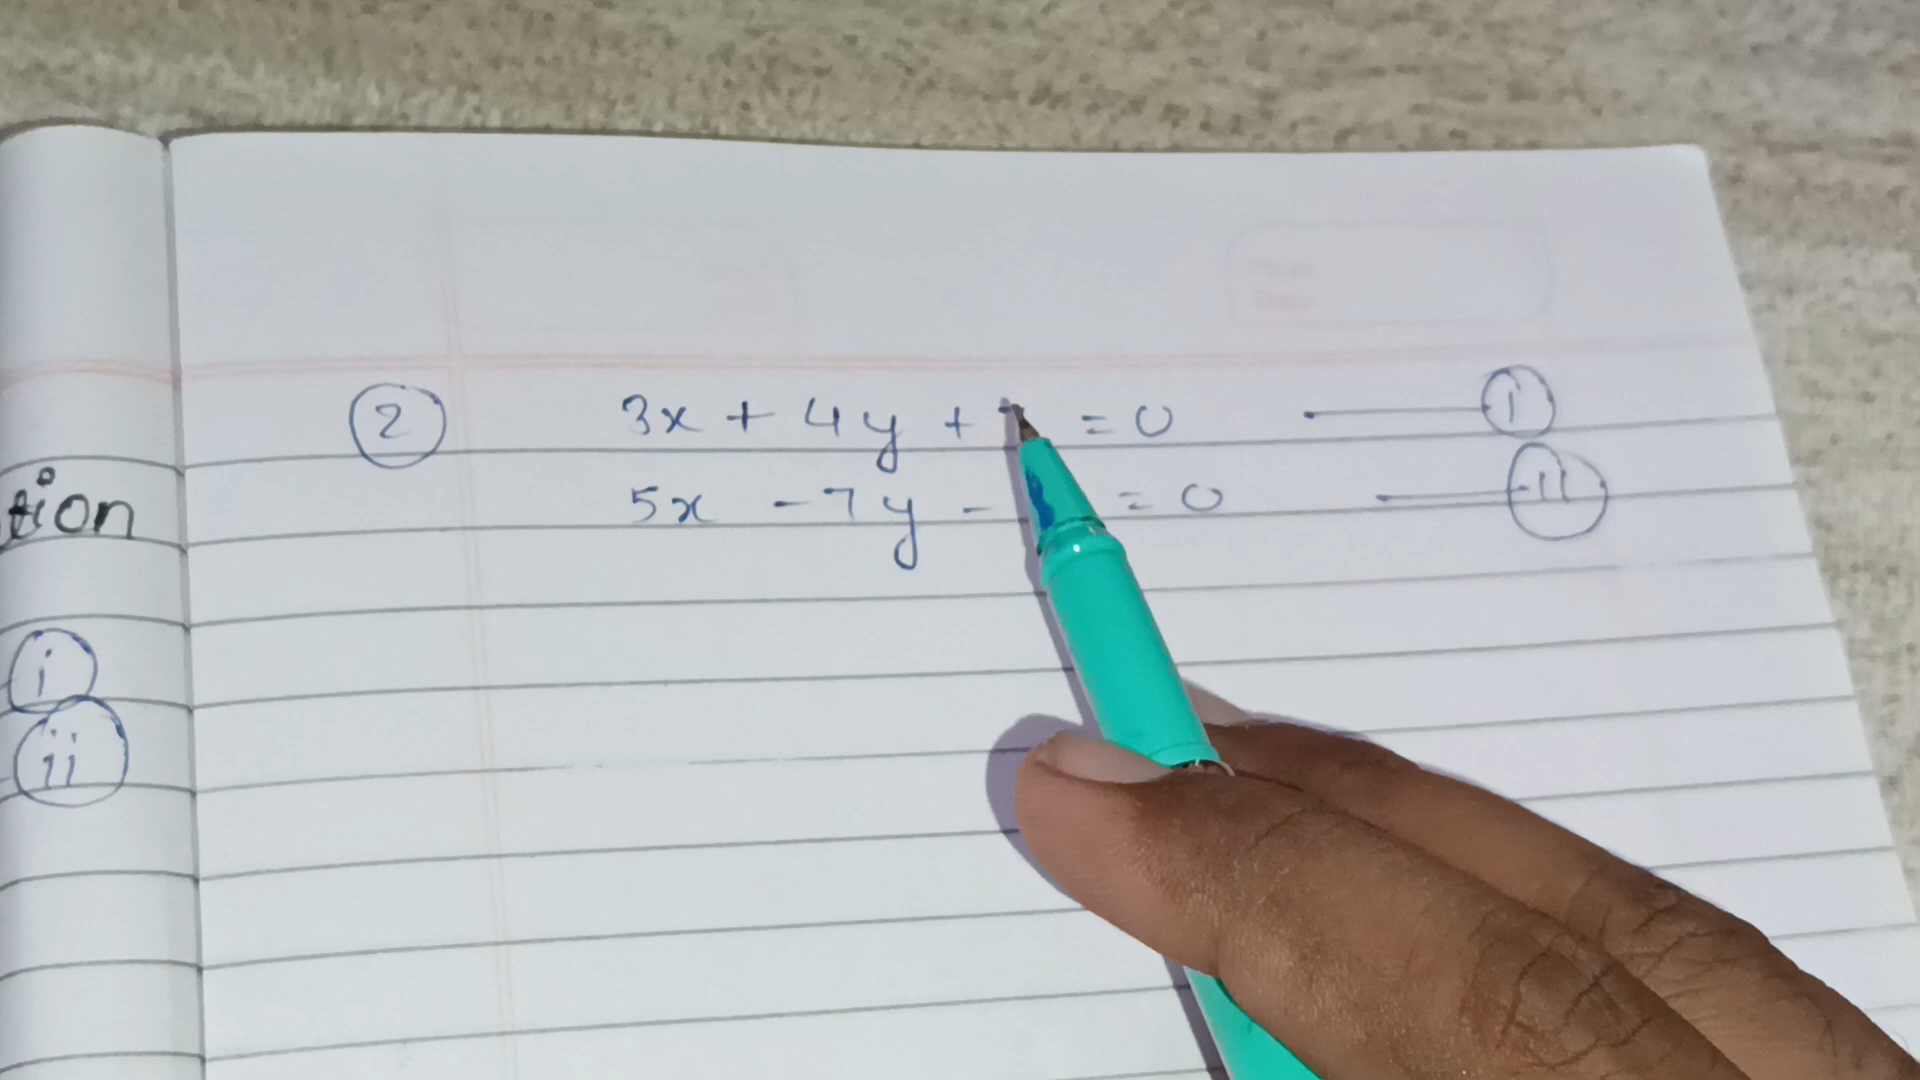 tion
i
ii
2 3x + 4y + = 0 I
5x - 7y - = 0 II